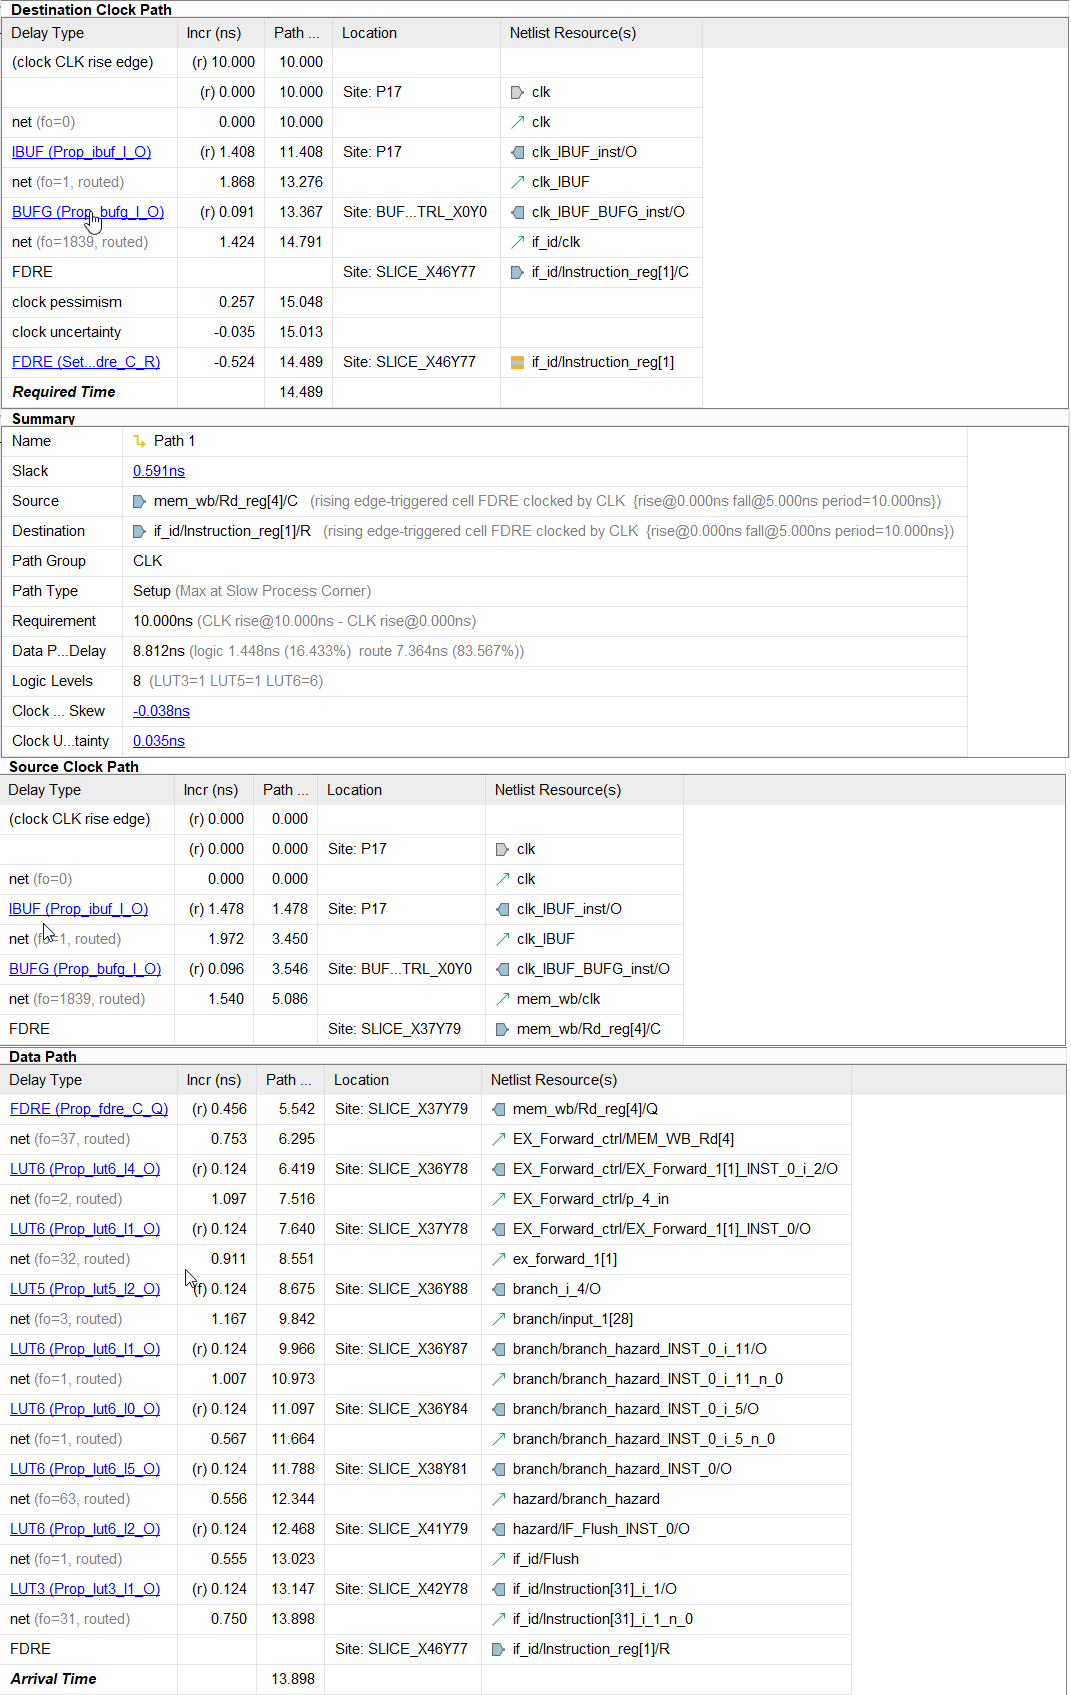 Destination Clock Path
Delay Type Incr (ns) Path ... Location Netlist Resource(s)
(clock CLK rise edge) (r) 10.000 10.000
(r) 0.000 10.000 Site: P17 clk
net (fo=0) 0.000 10.000 clk
IBUF (Prop_ibuf_I_O) (r) 1.408 11.408 Site: P17 clk_IBUF_inst/O
net (fo=1, routed) 1.868 13.276 clk_IBUF
BUFG (Prop_bufg_I_O) (r) 0.091 13.367 Site: BUF...TRL_X0Y0 clk_IBUF_BUFG_inst/O
net (fo=1839, routed) 1.424 14.791 if_id/clk
FDRE Site: SLICE_X46Y77 if_id/Instruction_reg[1]/C
clock pessimism 0.257 15.048
clock uncertainty -0.035 15.013
FDRE (Set...dre_C_R) -0.524 14.489 Site: SLICE_X46Y77 if_id/Instruction_reg[1]
Required Time 14.489
Summary
Name Path 1
Slack 0.591ns
Source mem_wb/Rd_reg[4]/C (rising edge-triggered cell FDRE clocked by CLK {rise@0.000ns fall@5.000ns period=10.000ns})
Destination if_id/Instruction_reg[1]/R (rising edge-triggered cell FDRE clocked by CLK {rise@0.000ns fall@5.000ns period=10.000ns})
Path Group CLK
Path Type Setup (Max at Slow Process Corner)
Requirement 10.000ns (CLK rise@10.000ns - CLK rise@0.000ns)
Data P...Delay 8.812ns (logic 1.448ns (16.433%) route 7.364ns (83.567%))
Logic Levels 8 (LUT3=1 LUT5=1 LUT6=6)
Clock ... Skew -0.038ns
Clock U...tainty 0.035ns
Source Clock Path
Delay Type Incr (ns) Path ... Location Netlist Resource(s)
(clock CLK rise edge) (r) 0.000 0.000
(r) 0.000 0.000 Site: P17 clk
net (fo=0) 0.000 0.000 clk
IBUF (Prop_ibuf_I_O) (r) 1.478 1.478 Site: P17 clk_IBUF_inst/O
net (fo=1, routed) 1.972 3.450 clk_IBUF
BUFG (Prop_bufg_I_O) (r) 0.096 3.546 Site: BUF...TRL_X0Y0 clk_IBUF_BUFG_inst/O
net (fo=1839, routed) 1.540 5.086 mem_wb/clk
FDRE Site: SLICE_X37Y79 mem_wb/Rd_reg[4]/C
Data Path
Delay Type Incr (ns) Path ... Location Netlist Resource(s)
FDRE (Prop_fdre_C_Q) (r) 0.456 5.542 Site: SLICE_X37Y79 mem_wb/Rd_reg[4]/Q
net (fo=37, routed) 0.753 6.295 EX_Forward_ctrl/MEM_WB_Rd[4]
LUT6 (Prop_lut6_I4_O) (r) 0.124 6.419 Site: SLICE_X36Y78 EX_Forward_ctrl/EX_Forward_1[1]_INST_0_i_2/O
net (fo=2, routed) 1.097 7.516 EX_Forward_ctrl/p_4_in
LUT6 (Prop_lut6_I1_O) (r) 0.124 7.640 Site: SLICE_X37Y78 EX_Forward_ctrl/EX_Forward_1[1]_INST_0/O
net (fo=32, routed) 0.911 8.551 ex_forward_1[1]
LUT5 (Prop_lut5_I2_O) (f) 0.124 8.675 Site: SLICE_X36Y88 branch_i_4/O
net (fo=3, routed) 1.167 9.842 branch/input_1[28]
LUT6 (Prop_lut6_I1_O) (r) 0.124 9.966 Site: SLICE_X36Y87 branch/branch_hazard_INST_0_i_11/O
net (fo=1, routed) 1.007 10.973 branch/branch_hazard_INST_0_i_11_n_0
LUT6 (Prop_lut6_I0_O) (r) 0.124 11.097 Site: SLICE_X36Y84 branch/branch_hazard_INST_0_i_5/O
net (fo=1, routed) 0.567 11.664 branch/branch_hazard_INST_0_i_5_n_0
LUT6 (Prop_lut6_I5_O) (r) 0.124 11.788 Site: SLICE_X38Y81 branch/branch_hazard_INST_0/O
net (fo=63, routed) 0.556 12.344 hazard/branch_hazard
LUT6 (Prop_lut6_I2_O) (r) 0.124 12.468 Site: SLICE_X41Y79 hazard/IF_Flush_INST_0/O
net (fo=1, routed) 0.555 13.023 if_id/Flush
LUT3 (Prop_lut3_I1_O) (r) 0.124 13.147 Site: SLICE_X42Y78 if_id/Instruction[31]_i_1/O
net (fo=31, routed) 0.750 13.898 if_id/Instruction[31]_i_1_n_0
FDRE Site: SLICE_X46Y77 if_id/Instruction_reg[1]/R
Arrival Time 13.898